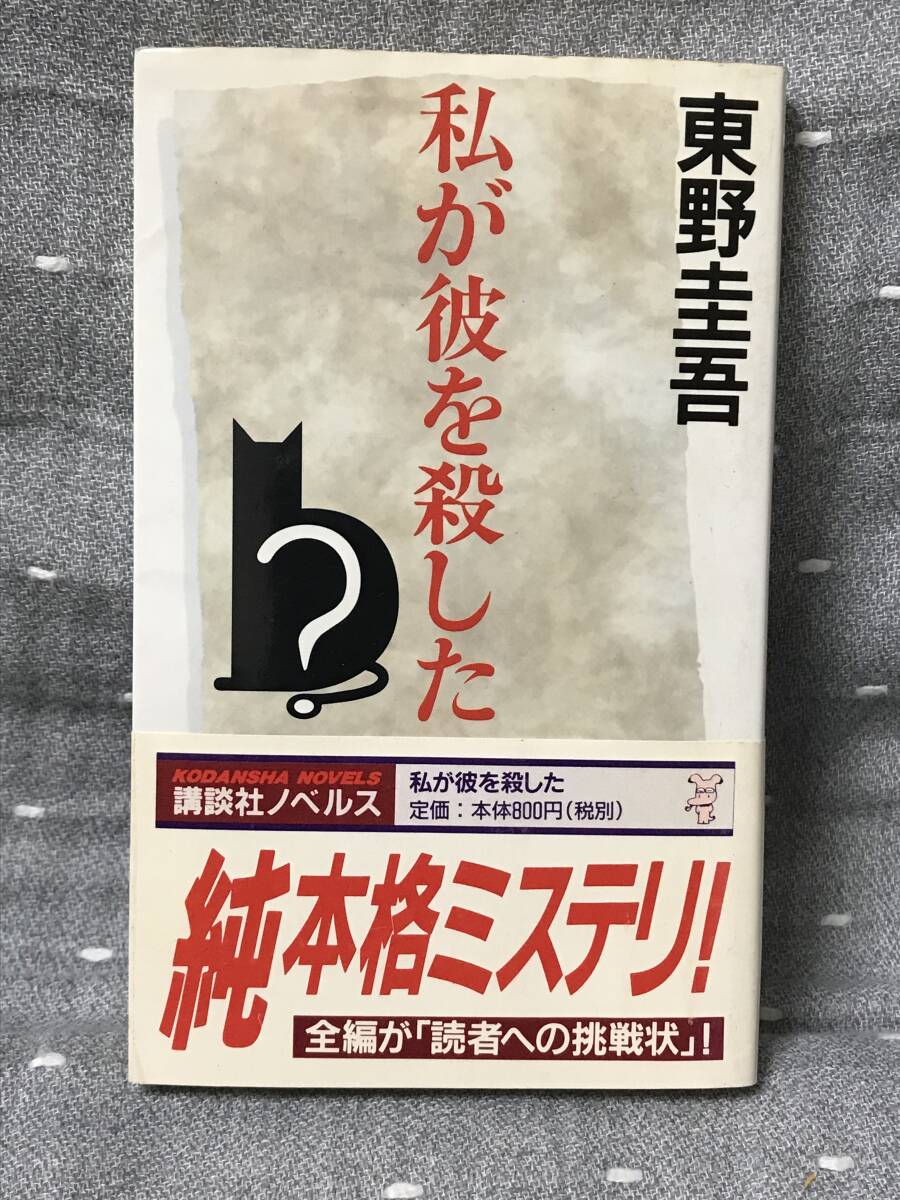 東野圭吾
私が彼を殺した
KODANSHA NOVELS
講談社ノベルス
私が彼を殺した
定価：本体800円（税別）
純本格ミステリ！
全編が「読者への挑戦状」！